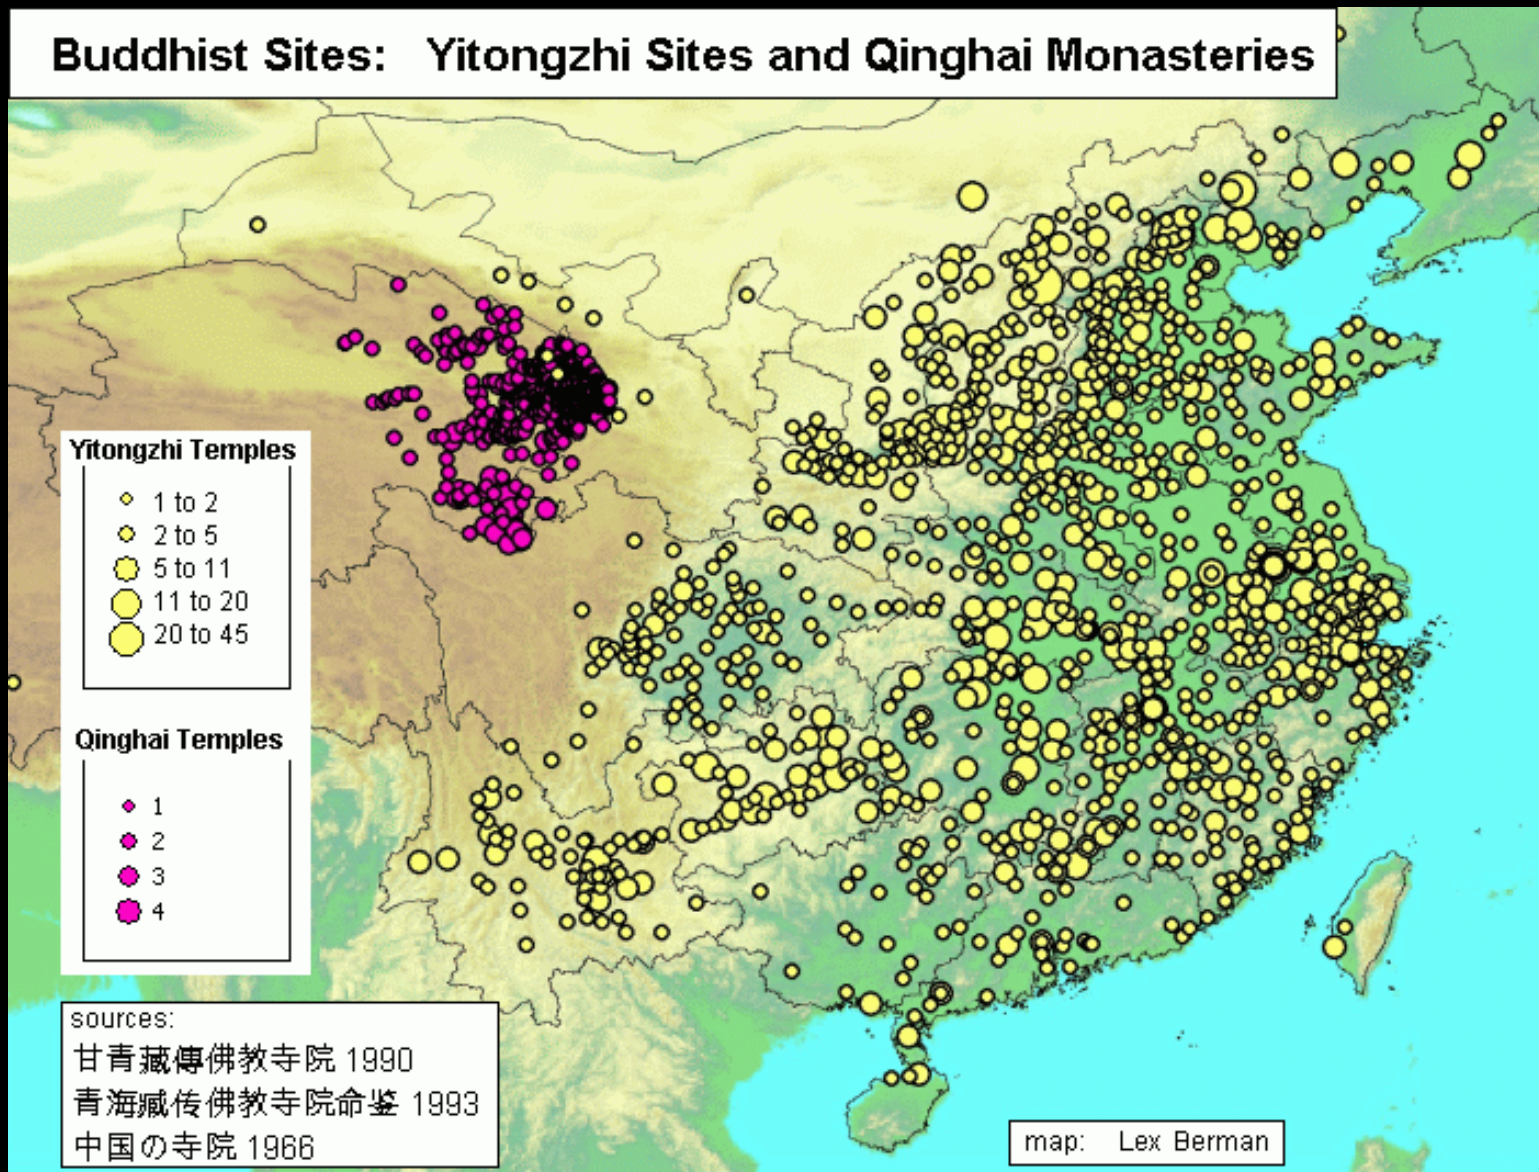 Buddhist Sites: Yitongzhi Sites and Qinghai Monasteries
Yitongzhi Temples
1 to 2
2 to 5
5 to 11
11 to 20
20 to 45
Qinghai Temples
1
2
3
4
sources:
甘青藏傳佛教寺院 1990
青海臧传佛教寺院命鉴 1993
中国の寺院 1966
map: Lex Berman